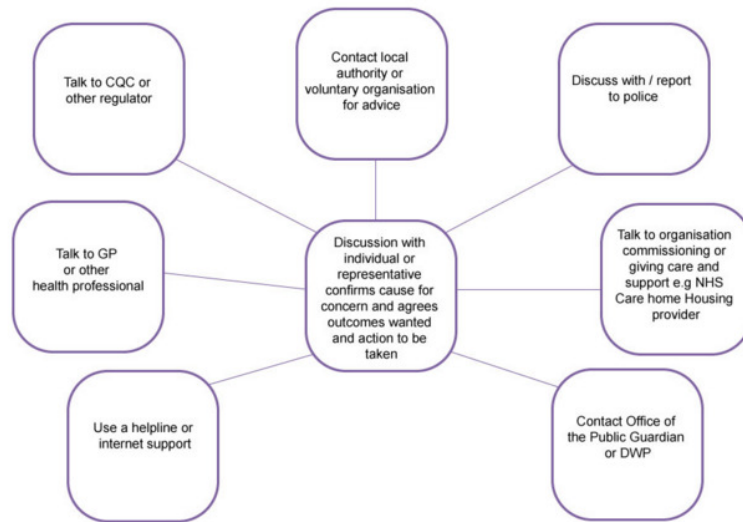 Talk to CQC or
other regulator
Contact local
authority or
voluntary organisation
for advice
Discuss with / report
to police
Talk to GP
or other
health professional
Discussion with
individual or
representative
confirms cause for
concern and agrees
outcomes wanted
and action to be
taken
Talk to organisation
commissioning or
giving care and
support e.g NHS
Care home Housing
provider
Use a helpline or
internet support
Contact Office of
the Public Guardian
or DWP